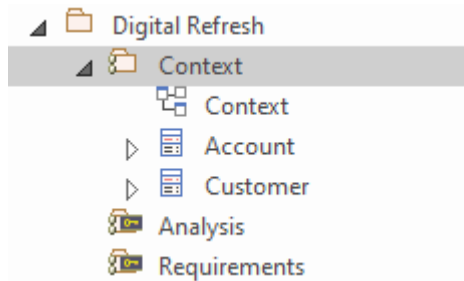 Digital Refresh
Context
Context
Account
Customer
Analysis
Requirements